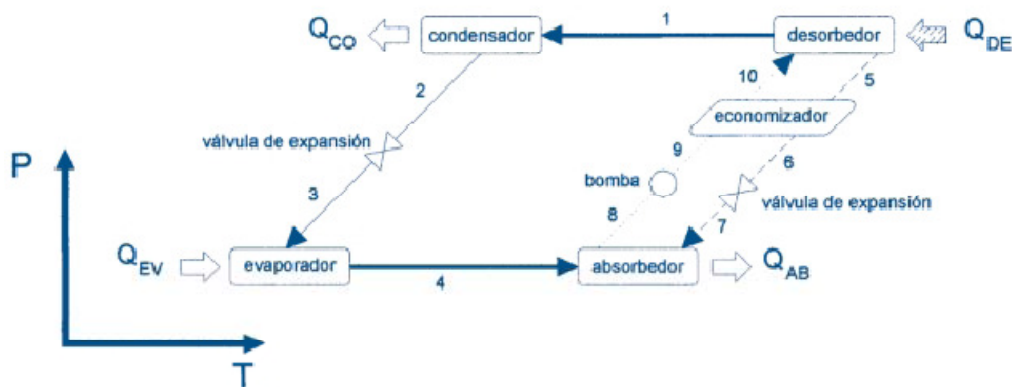 Q_CO
condensador
1
desorbedor
Q_DE
10
5
2
economizador
válvula de expansión
9
6
bomba
P
3
8
válvula de expansión
7
Q_EV
evaporador
4
absorbedor
Q_AB
T